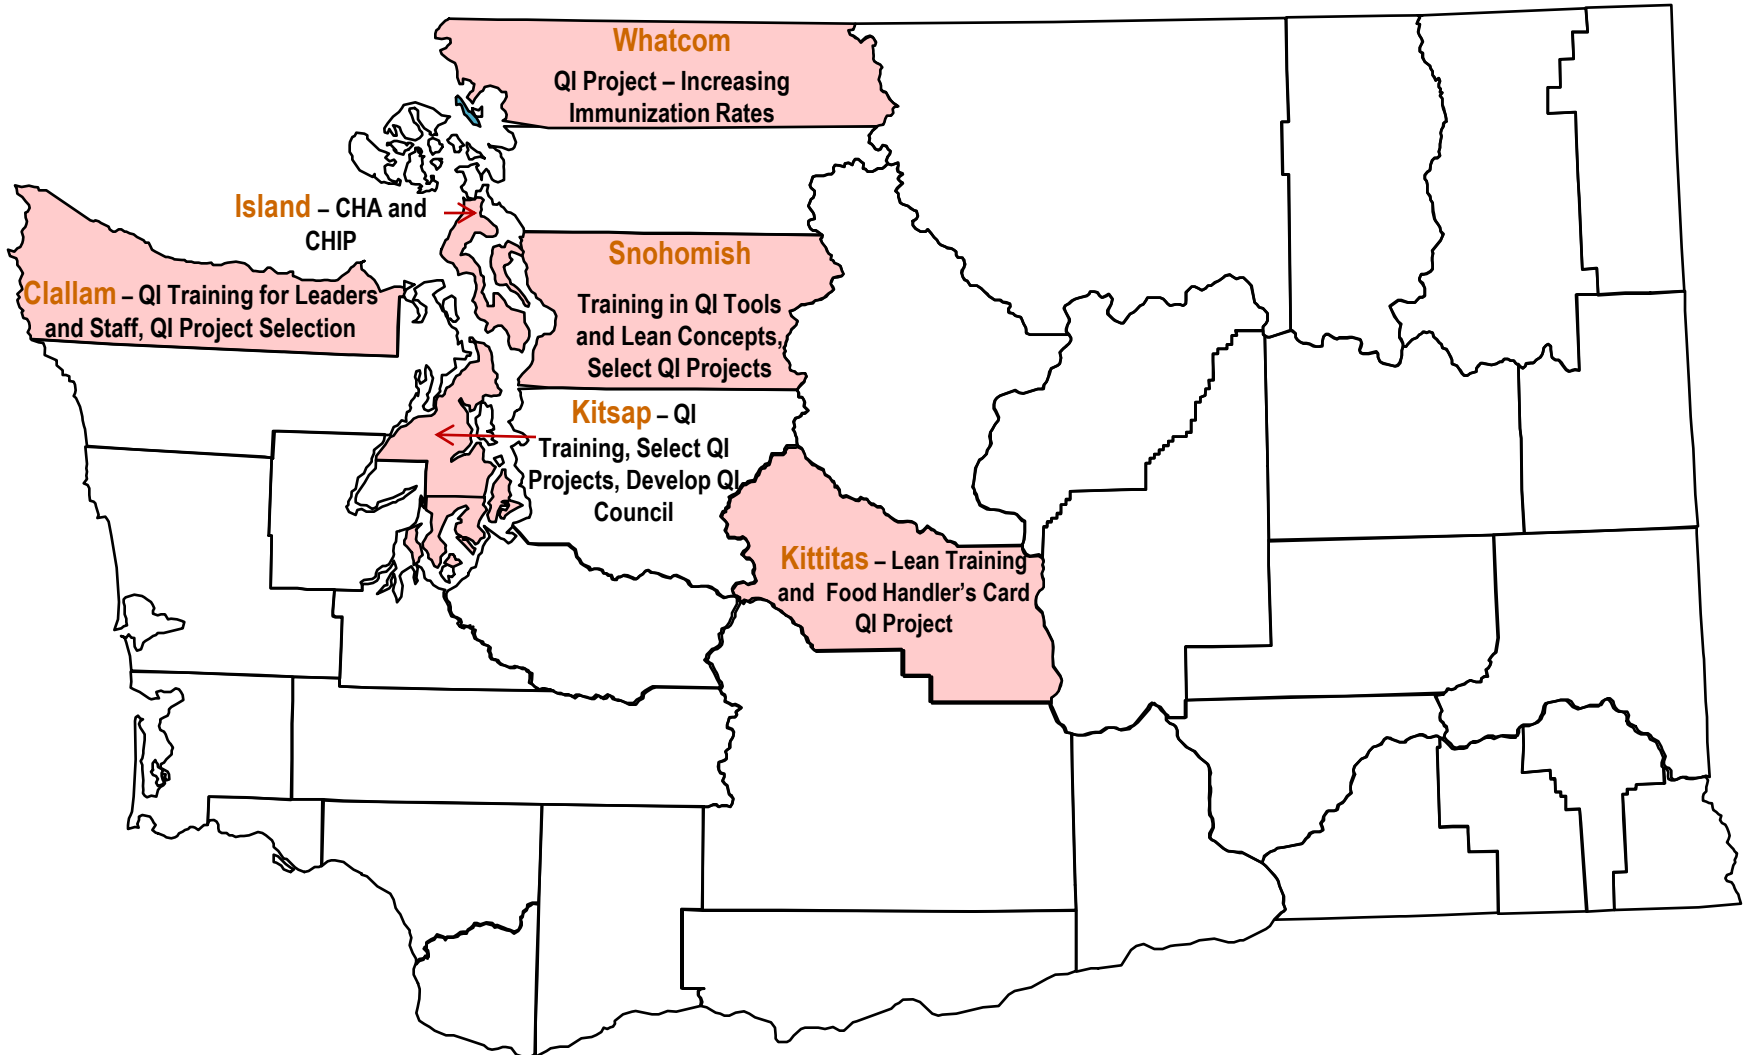 Whatcom
QI Project – Increasing
Immunization Rates
Island – CHA and
CHIP
Snohomish
Training in QI Tools
and Lean Concepts,
Select QI Projects
Clallam – QI Training for Leaders
and Staff, QI Project Selection
Kitsap – QI
Training, Select QI
Projects, Develop QI
Council
Kittitas – Lean Training
and Food Handler’s Card
QI Project